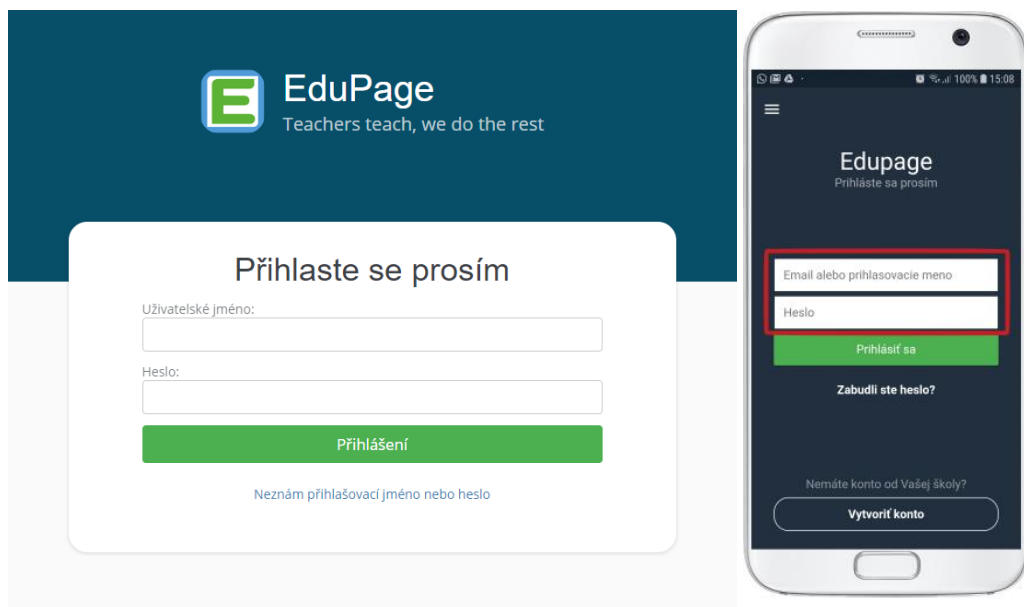 EduPage
Teachers teach, we do the rest
Přihlaste se prosím
Uživatelské jméno:
Heslo:
Přihlášení
Neznám přihlašovací jméno nebo heslo
100% 15:08
Edupage
Prihláste sa prosím
Email alebo prihlasovacie meno
Heslo
Prihlásiť sa
Zabudli ste heslo?
Nemáte konto od Vašej školy?
Vytvoriť konto